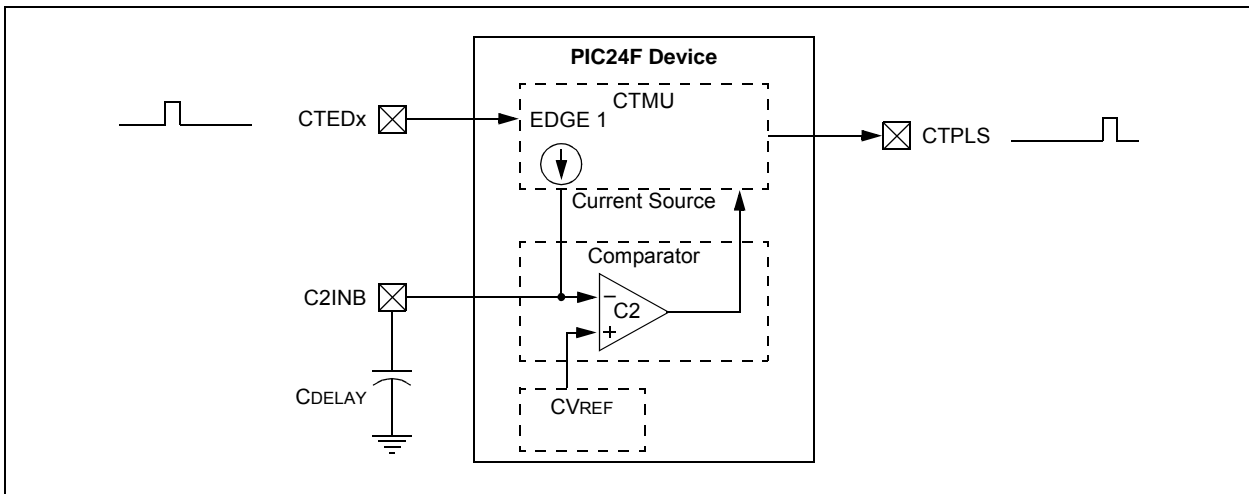 PIC24F Device
CTMU
CTEDx
EDGE 1
CTPLS
Current Source
Comparator
C2INB
−
C2
+
CDELAY
CVREF